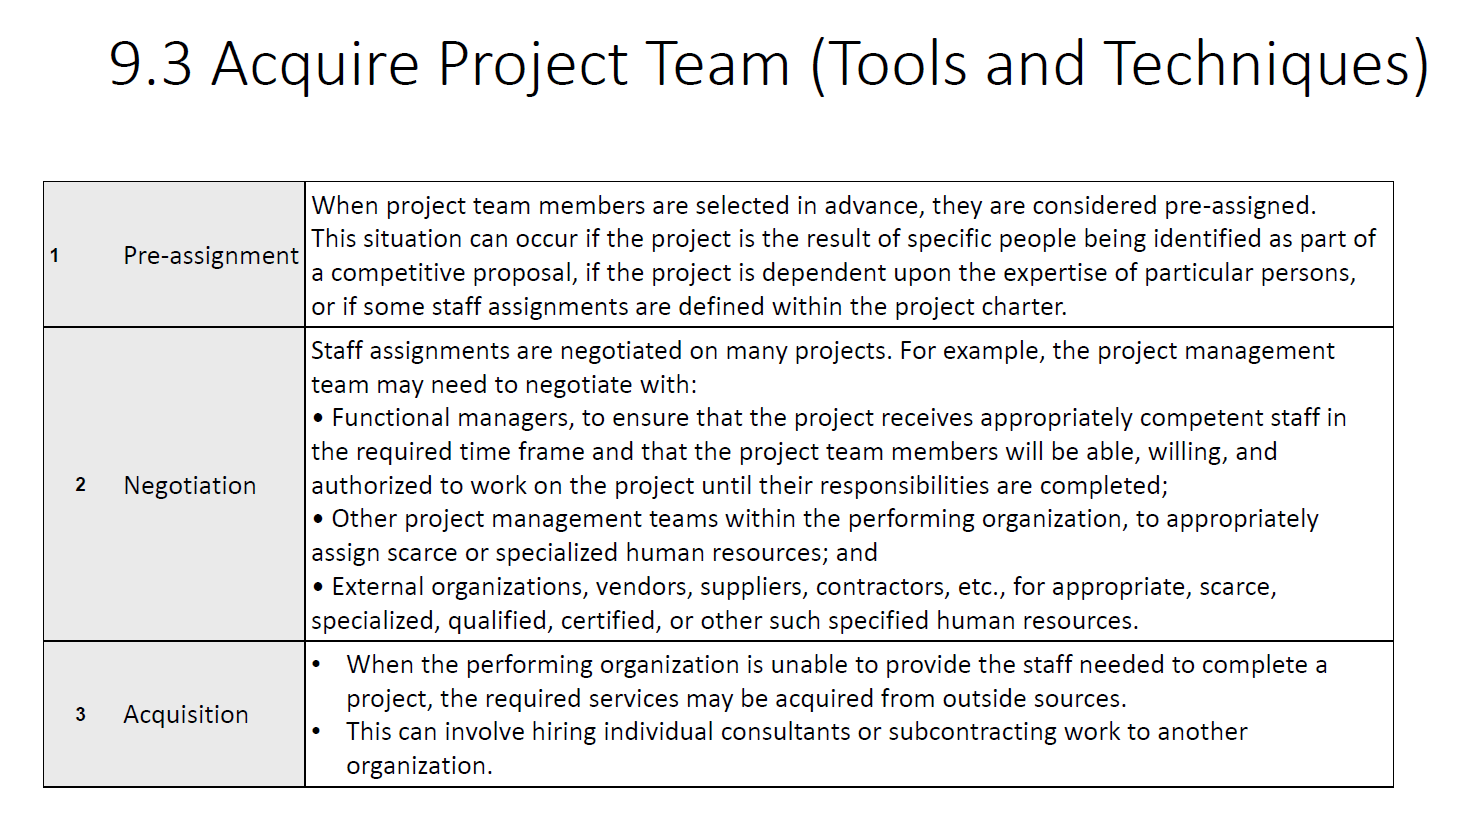 9.3 Acquire Project Team (Tools and Techniques)
1 Pre-assignment
When project team members are selected in advance, they are considered pre-assigned.
This situation can occur if the project is the result of specific people being identified as part of
a competitive proposal, if the project is dependent upon the expertise of particular persons,
or if some staff assignments are defined within the project charter.
2 Negotiation
Staff assignments are negotiated on many projects. For example, the project management
team may need to negotiate with:
• Functional managers, to ensure that the project receives appropriately competent staff in
the required time frame and that the project team members will be able, willing, and
authorized to work on the project until their responsibilities are completed;
• Other project management teams within the performing organization, to appropriately
assign scarce or specialized human resources; and
• External organizations, vendors, suppliers, contractors, etc., for appropriate, scarce,
specialized, qualified, certified, or other such specified human resources.
3 Acquisition
• When the performing organization is unable to provide the staff needed to complete a
project, the required services may be acquired from outside sources.
• This can involve hiring individual consultants or subcontracting work to another
organization.